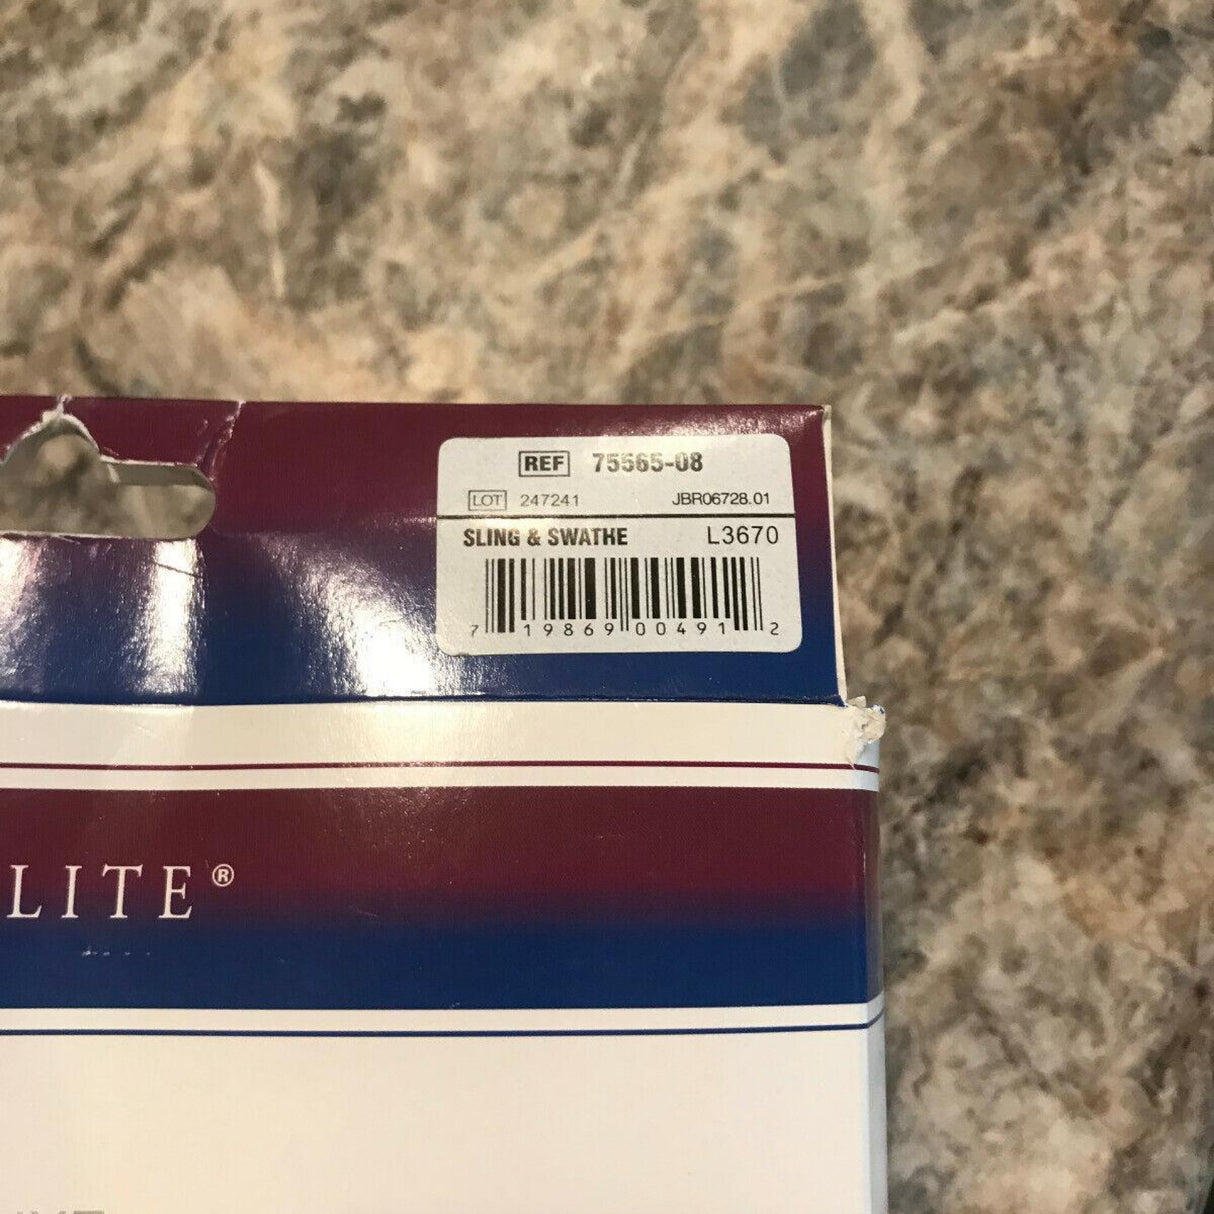 REF 75565-08
LOT 247241 JBR06728.01
SLING & SWATHE L3670
7 19869 00491 2
LITE®